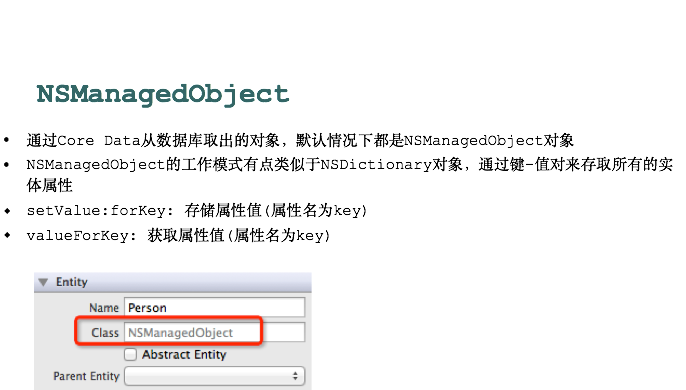 NSManagedObject
• 通过Core Data从数据库取出的对象，默认情况下都是NSManagedObject对象
• NSManagedObject的工作模式有点类似于NSDictionary对象，通过键-值对来存取所有的实
体属性
◆ setValue:forKey: 存储属性值(属性名为key)
◆ valueForKey: 获取属性值(属性名为key)
Entity
Name Person
Class NSManagedObject
Abstract Entity
Parent Entity